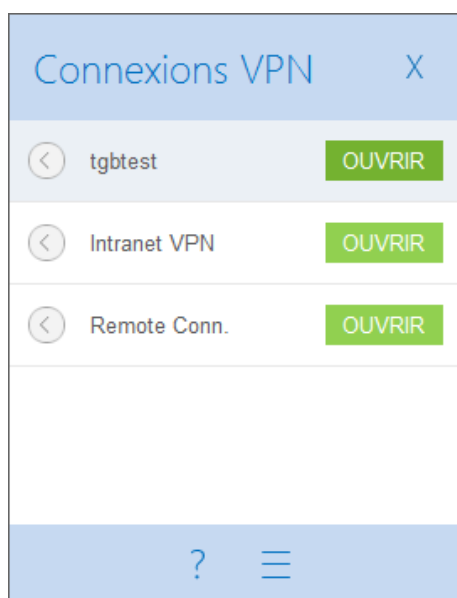 Connexions VPN X
tgbtest OUVRIR
Intranet VPN OUVRIR
Remote Conn. OUVRIR
?